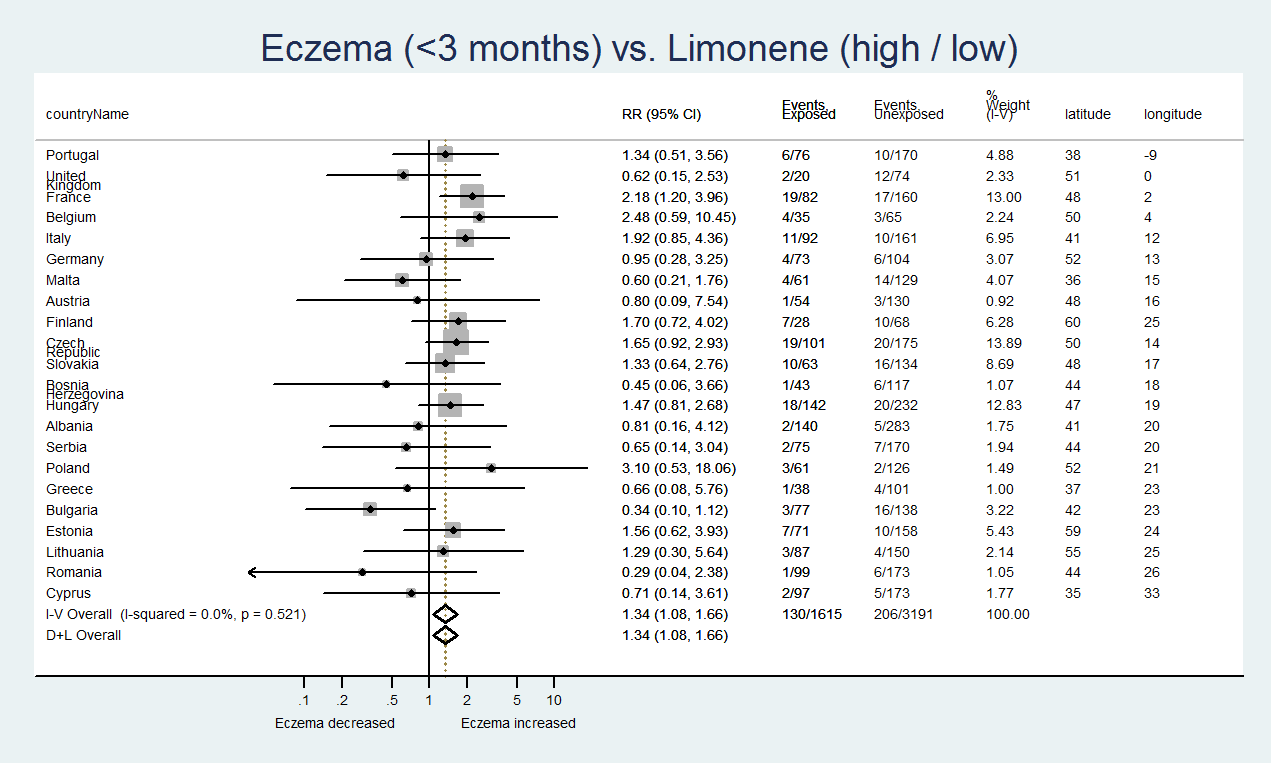 Eczema (<3 months) vs. Limonene (high / low)
countryName RR (95% CI) Events, Exposed Events, Unexposed % Weight (I-V) latitude longitude
Portugal 1.34 (0.51, 3.56) 6/76 10/170 4.88 38 -9
United Kingdom 0.62 (0.15, 2.53) 2/20 12/74 2.33 51 0
France 2.18 (1.20, 3.96) 19/82 17/160 13.00 48 2
Belgium 2.48 (0.59, 10.45) 4/35 3/65 2.24 50 4
Italy 1.92 (0.85, 4.36) 11/92 10/161 6.95 41 12
Germany 0.95 (0.28, 3.25) 4/73 6/104 3.07 52 13
Malta 0.60 (0.21, 1.76) 4/61 14/129 4.07 36 15
Austria 0.80 (0.09, 7.54) 1/54 3/130 0.92 48 16
Finland 1.70 (0.72, 4.02) 7/28 10/68 6.28 60 25
Czech Republic 1.65 (0.92, 2.93) 19/101 20/175 13.89 50 14
Slovakia 1.33 (0.64, 2.76) 10/63 16/134 8.69 48 17
Bosnia Herzegovina 0.45 (0.06, 3.66) 1/43 6/117 1.07 44 18
Hungary 1.47 (0.81, 2.68) 18/142 20/232 12.83 47 19
Albania 0.81 (0.16, 4.12) 2/140 5/283 1.75 41 20
Serbia 0.65 (0.14, 3.04) 2/75 7/170 1.94 44 20
Poland 3.10 (0.53, 18.06) 3/61 2/126 1.49 52 21
Greece 0.66 (0.08, 5.76) 1/38 4/101 1.00 37 23
Bulgaria 0.34 (0.10, 1.12) 3/77 16/138 3.22 42 23
Estonia 1.56 (0.62, 3.93) 7/71 10/158 5.43 59 24
Lithuania 1.29 (0.30, 5.64) 3/87 4/150 2.14 55 25
Romania 0.29 (0.04, 2.38) 1/99 6/173 1.05 44 26
Cyprus 0.71 (0.14, 3.61) 2/97 5/173 1.77 35 33
I-V Overall (I-squared = 0.0%, p = 0.521) 1.34 (1.08, 1.66) 130/1615 206/3191 100.00
D+L Overall 1.34 (1.08, 1.66)
.1 .2 .5 1 2 5 10
Eczema decreased Eczema increased